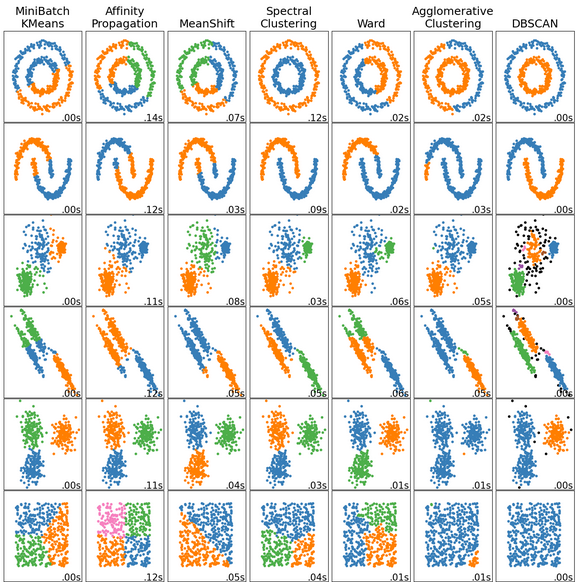 MiniBatch KMeans
Affinity Propagation
MeanShift
Spectral Clustering
Ward
Agglomerative Clustering
DBSCAN
.00s .14s .07s .12s .02s .02s .00s
.00s .12s .03s .09s .02s .03s .00s
.00s .11s .08s .03s .06s .05s .00s
.00s .12s .05s .05s .06s .05s .00s
.00s .11s .04s .03s .01s .01s .00s
.00s .12s .05s .04s .01s .01s .00s